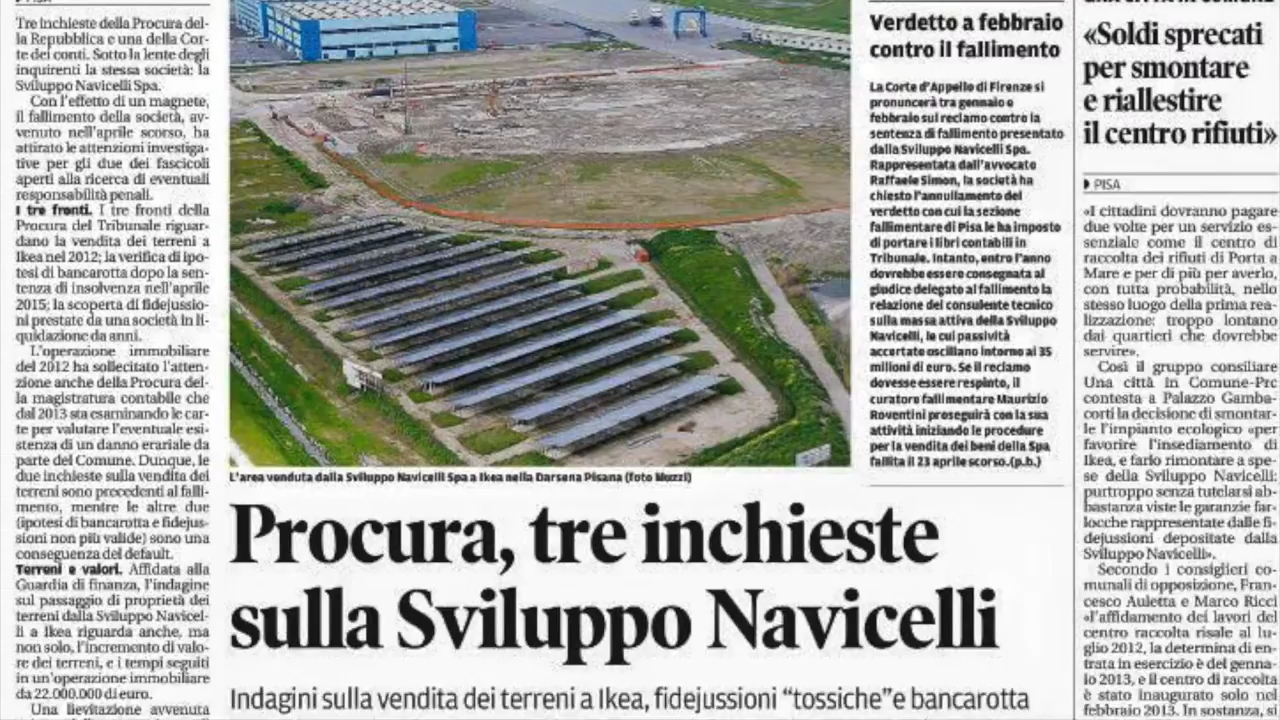 PISA
Tre inchieste della Procura del-
la Repubblica e una della Cor-
te dei conti. Sotto la lente degli
inquirenti la stessa società: la
Sviluppo Navicelli Spa.
Con l'effetto di un magnete,
il fallimento della società, av-
venuto nell'aprile scorso, ha
attirato le attenzioni investiga-
tive per gli due dei fascicoli
aperti alla ricerca di eventuali
responsabilità penali.
I tre fronti. I tre fronti della
Procura del Tribunale riguar-
dano la vendita dei terreni a
Ikea nel 2012; la verifica di ipo-
tesi di bancarotta dopo la sen-
tenza di insolvenza nell'aprile
2015; la scoperta di fidejussio-
ni prestate da una società in li-
quidazione da anni.
L'operazione immobiliare
del 2012 ha sollecitato l'atten-
zione anche della Procura del-
la magistratura contabile che
dal 2013 sta esaminando le car-
te per valutare l'eventuale esi-
stenza di un danno erariale da
parte del Comune. Dunque, le
due inchieste sulla vendita dei
terreni sono precedenti al falli-
mento, mentre le altre due
(ipotesi di bancarotta e fidejus-
sioni non più valide) sono una
conseguenza del default.
Terreni e valori. Affidata alla
Guardia di finanza, l'indagine
sul passaggio di proprietà dei
terreni dalla Sviluppo Navicel-
li a Ikea riguarda anche, ma
non solo, l'incremento di valo-
re dei terreni, e i tempi seguiti
in un'operazione immobiliare
da 22.000.000 di euro.
Una lievitazione avvenuta
L'area venduta dalla Sviluppo Navicelli Spa a Ikea nella Darsena Pisana (foto Muzzi)
Procura, tre inchieste
sulla Sviluppo Navicelli
Indagini sulla vendita dei terreni a Ikea, fidejussioni “tossiche” e bancarotta
Verdetto a febbraio
contro il fallimento
La Corte d'Appello di Firenze si
pronuncerà tra gennaio e
febbraio sul reclamo contro la
sentenza di fallimento presentato
dalla Sviluppo Navicelli Spa.
Rappresentata dall'avvocato
Raffaele Simon, la società ha
chiesto l'annullamento del
verdetto con cui la sezione
fallimentare di Pisa le ha imposto
di portare i libri contabili in
Tribunale. Intanto, entro l'anno
dovrebbe essere consegnata al
giudice delegato al fallimento la
relazione del consulente tecnico
sulla massa attiva della Sviluppo
Navicelli, le cui passività
accertate oscillano intorno ai 35
milioni di euro. Se il reclamo
dovesse essere respinto, il
curatore fallimentare Maurizio
Roventini proseguirà con la sua
attività iniziando le procedure
per la vendita dei beni della Spa
fallita il 23 aprile scorso.(p.b.)
«Soldi sprecati
per smontare
e riallestire
il centro rifiuti»
PISA
«I cittadini dovranno pagare
due volte per un servizio es-
senziale come il centro di
raccolta dei rifiuti di Porta a
Mare e per di più per averlo,
con tutta probabilità, nello
stesso luogo della prima rea-
lizzazione: troppo lontano
dai quartieri che dovrebbe
servire».
Così il gruppo consiliare
Una città in Comune-Prc
contesta a Palazzo Gamba-
corti la decisione di smontar-
le l'impianto ecologico «per
favorire l'insediamento di
Ikea, e farlo rimontare a spe-
se della Sviluppo Navicelli:
purtroppo senza tutelarsi ab-
bastanza viste le garanzie far-
locche rappresentate dalle fi-
dejussioni depositate dalla
Sviluppo Navicelli».
Secondo i consiglieri co-
munali di opposizione, Fran-
cesco Auletta e Marco Ricci
«l'affidamento dei lavori del
centro raccolta risale al lu-
glio 2012, la determina di en-
trata in esercizio è del genna-
io 2013, e il centro di raccolta
è stato inaugurato solo nel
febbraio 2013. In sostanza, si